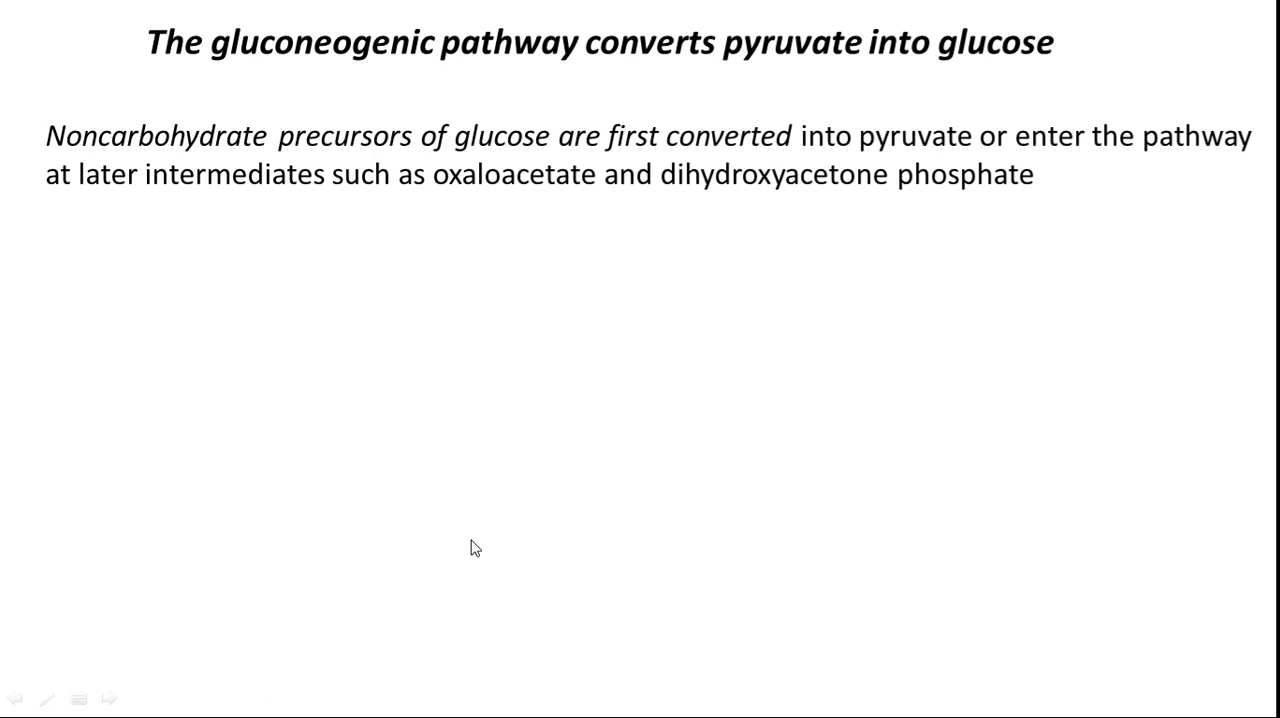 The gluconeogenic pathway converts pyruvate into glucose
Noncarbohydrate precursors of glucose are first converted into pyruvate or enter the pathway
at later intermediates such as oxaloacetate and dihydroxyacetone phosphate